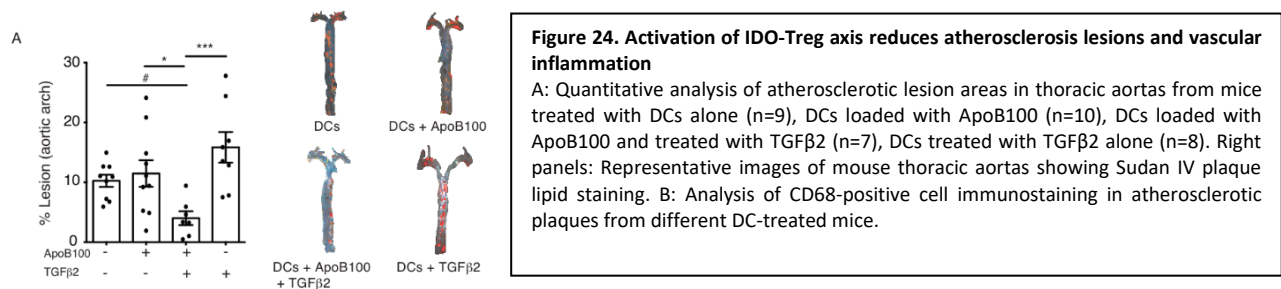 A
***
*
#
30
20
10
0
% Lesion (aortic arch)
ApoB100 - + + -
TGFβ2 - - + +
DCs
DCs + ApoB100
DCs + ApoB100
+ TGFβ2
DCs + TGFβ2
Figure 24. Activation of IDO-Treg axis reduces atherosclerosis lesions and vascular
inflammation
A: Quantitative analysis of atherosclerotic lesion areas in thoracic aortas from mice
treated with DCs alone (n=9), DCs loaded with ApoB100 (n=10), DCs loaded with
ApoB100 and treated with TGFβ2 (n=7), DCs treated with TGFβ2 alone (n=8). Right
panels: Representative images of mouse thoracic aortas showing Sudan IV plaque
lipid staining. B: Analysis of CD68-positive cell immunostaining in atherosclerotic
plaques from different DC-treated mice.